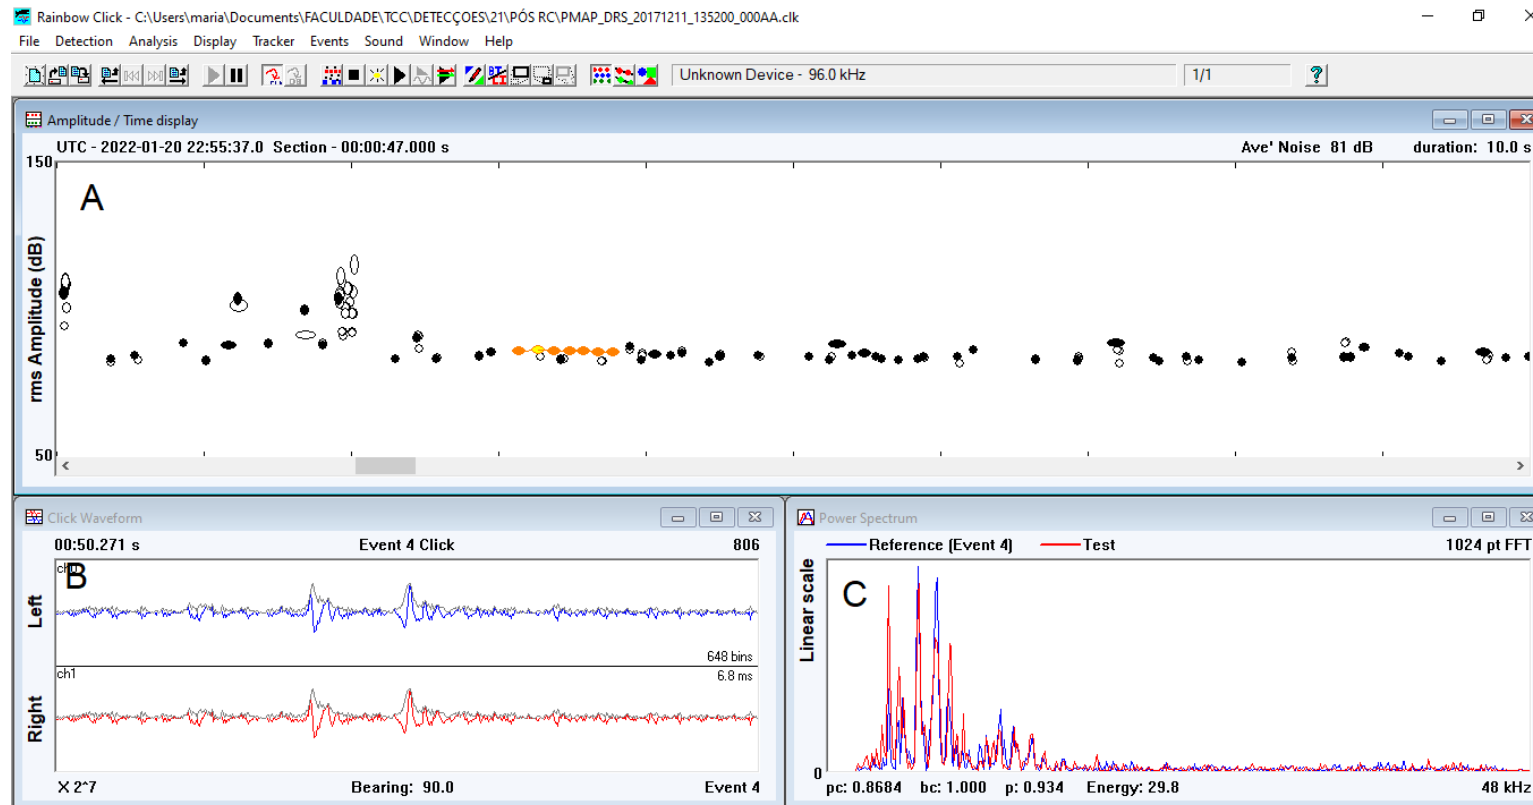 Rainbow Click - C:\Users\maria\Documents\FACULDADE\TCC\DETECÇOES\21\PÓS RC\PMAP_DRS_20171211_135200_000AA.clk
File Detection Analysis Display Tracker Events Sound Window Help
Unknown Device - 96.0 kHz 1/1
Amplitude / Time display
UTC - 2022-01-20 22:55:37.0 Section - 00:00:47.000 s Ave' Noise 81 dB duration: 10.0 s
150
A
rms Amplitude (dB)
50
Click Waveform
00:50.271 s Event 4 Click 806
B
Left
648 bins
ch1 6.8 ms
Right
X 2^7 Bearing: 90.0 Event 4
Power Spectrum
Reference (Event 4) Test 1024 pt FFT
C
Linear scale
0
pc: 0.8684 bc: 1.000 p: 0.934 Energy: 29.8 48 kHz